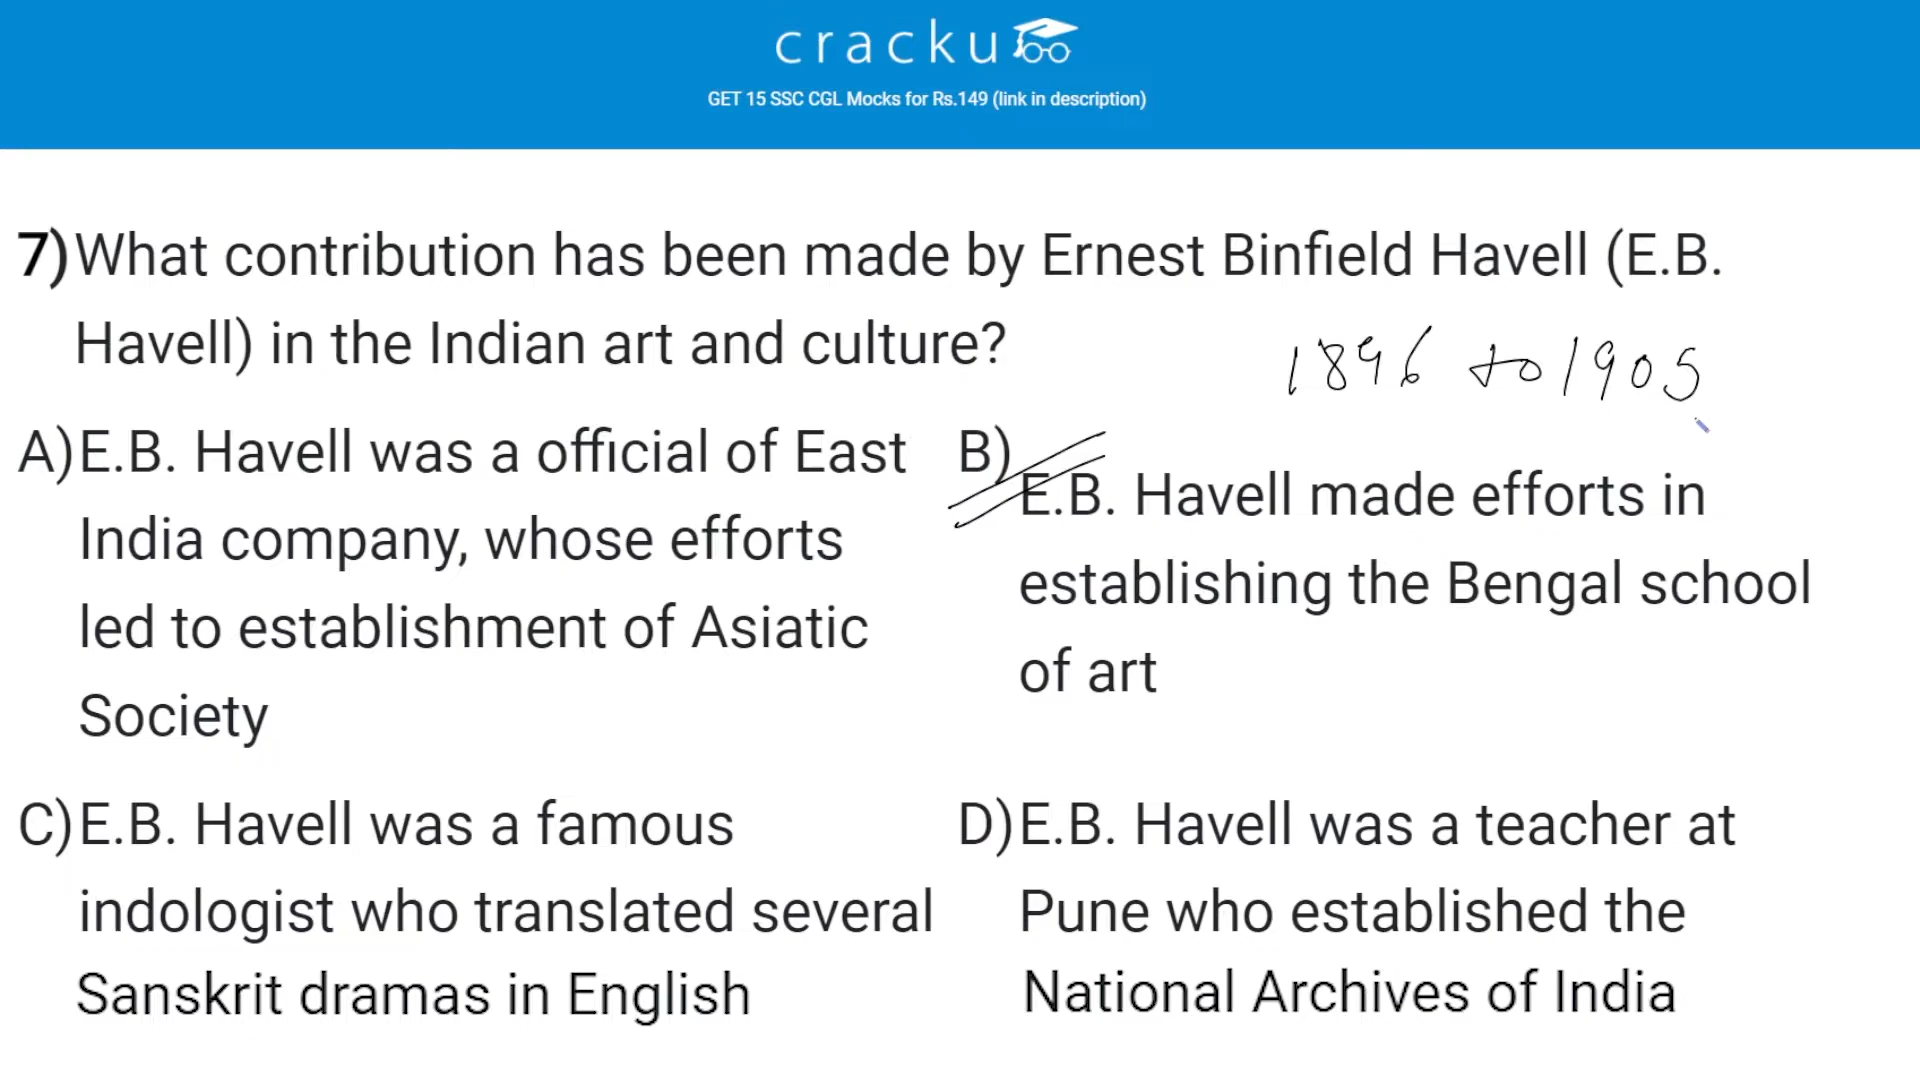 cracku
GET 15 SSC CGL Mocks for Rs.149 (link in description)
7) What contribution has been made by Ernest Binfield Havell (E.B.
Havell) in the Indian art and culture?
1896 to 1905
A) E.B. Havell was a official of East
India company, whose efforts
led to establishment of Asiatic
Society
B)
E.B. Havell made efforts in
establishing the Bengal school
of art
C) E.B. Havell was a famous
indologist who translated several
Sanskrit dramas in English
D) E.B. Havell was a teacher at
Pune who established the
National Archives of India